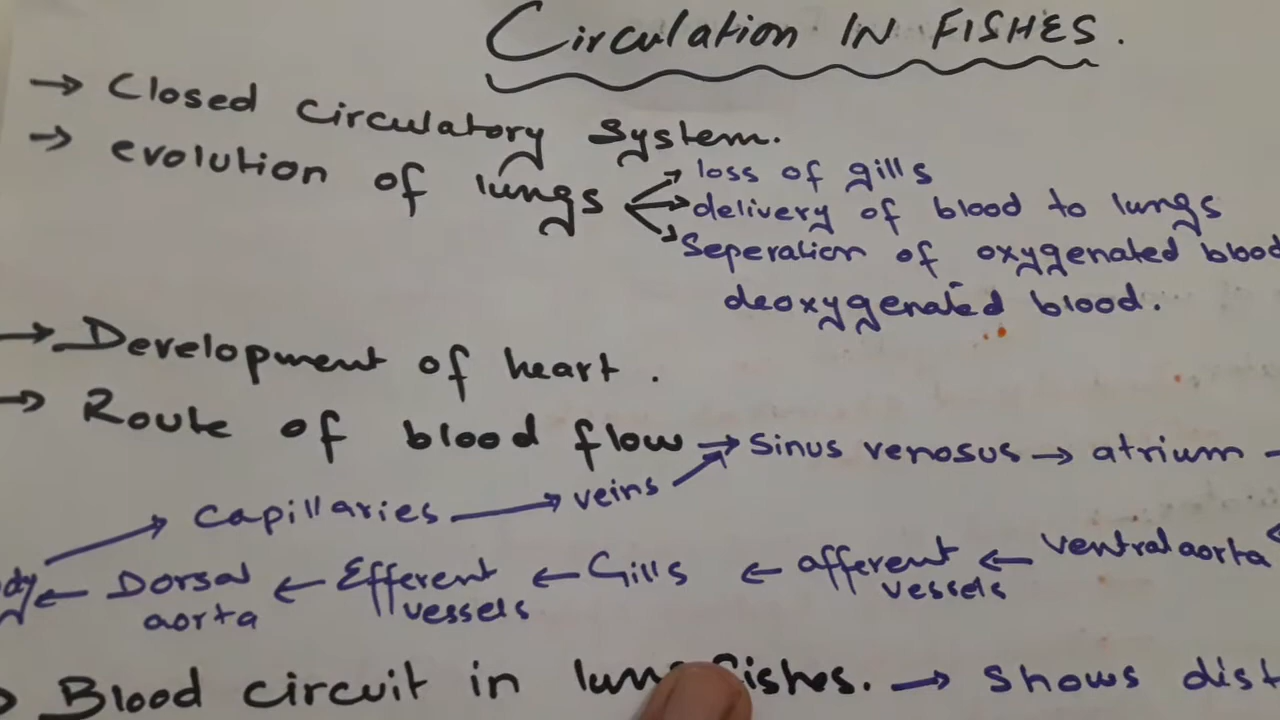 Circulation IN FISHES.
→ Closed circulatory system.
→ evolution of lungs → loss of gills
→ delivery of blood to lungs
→ Seperation of oxygenated blood
deoxygenated blood.
→ Development of heart.
→ Route of blood flow → Sinus venosus → atrium
→ capillaries → veins
← Dorsal aorta ← Efferent vessels ← Gills ← afferent vessels ← Ventral aorta
Blood circuit in fishes. → Shows